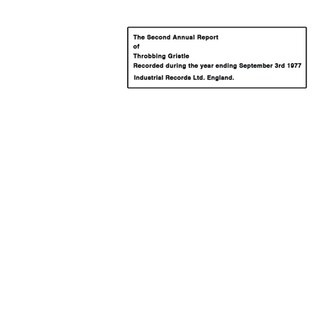 The Second Annual Report
of
Throbbing Gristle
Recorded during the year ending September 3rd 1977
Industrial Records Ltd. England.